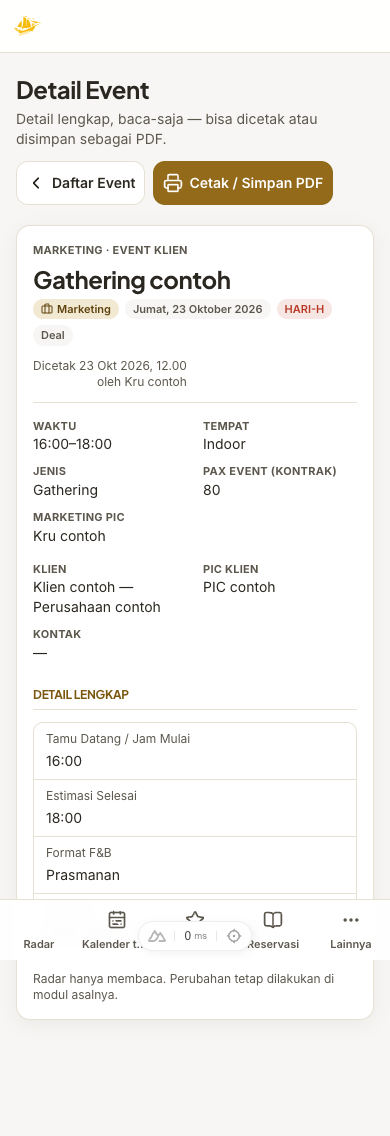 Detail Event
Detail lengkap, baca-saja — bisa dicetak atau
disimpan sebagai PDF.
Daftar Event
Cetak / Simpan PDF
MARKETING · EVENT KLIEN
Gathering contoh
Marketing
Jumat, 23 Oktober 2026
HARI-H
Deal
Dicetak 23 Okt 2026, 12.00
oleh Kru contoh
WAKTU
16:00–18:00
TEMPAT
Indoor
JENIS
Gathering
PAX EVENT (KONTRAK)
80
MARKETING PIC
Kru contoh
KLIEN
Klien contoh —
Perusahaan contoh
PIC contoh
KONTAK
—
DETAIL LENGKAP
Tamu Datang / Jam Mulai
16:00
Estimasi Selesai
18:00
Format F&B
Prasmanan
Radar
Kalender t...
0 ms
Reservasi
Lainnya
Radar hanya membaca. Perubahan tetap dilakukan di
modul asalnya.